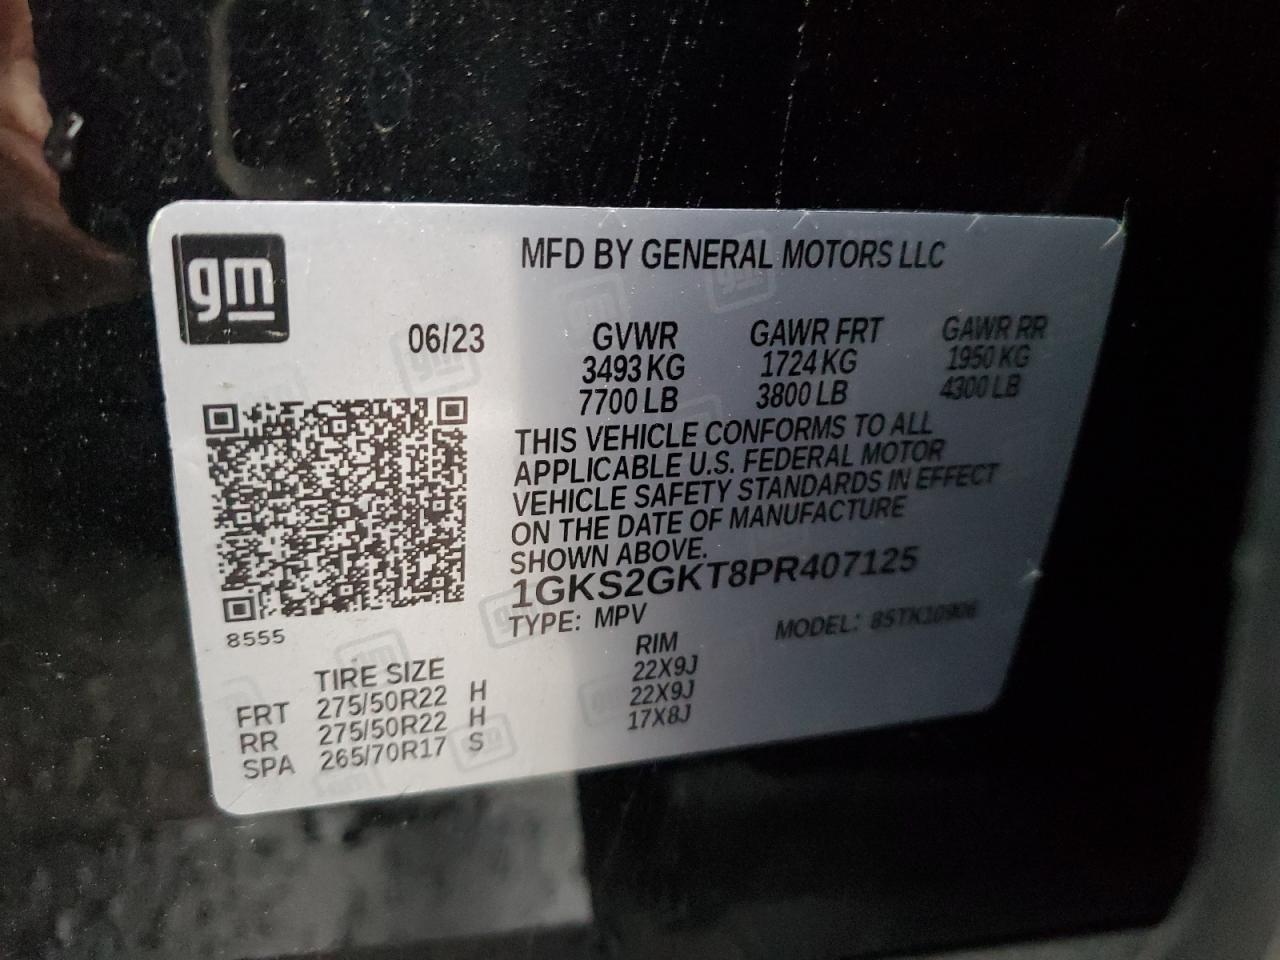 gm
MFD BY GENERAL MOTORS LLC
06/23 GVWR GAWR FRT GAWR RR
3493 KG 1724 KG 1950 KG
7700 LB 3800 LB 4300 LB
THIS VEHICLE CONFORMS TO ALL
APPLICABLE U.S. FEDERAL MOTOR
VEHICLE SAFETY STANDARDS IN EFFECT
ON THE DATE OF MANUFACTURE
SHOWN ABOVE.
1GKS2GKT8PR407125
8555
TYPE: MPV MODEL:
TIRE SIZE RIM
FRT 275/50R22 H 22X9J
RR 275/50R22 H 22X9J
SPA 265/70R17 S 17X8J